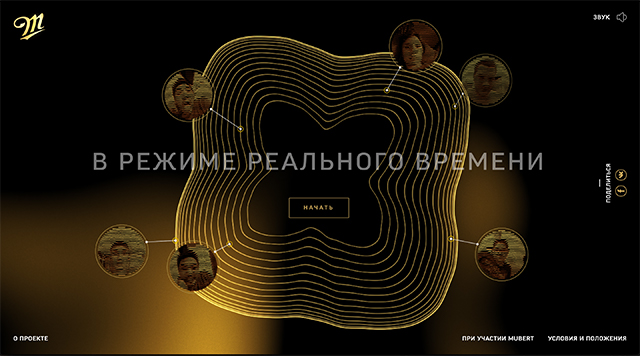 ЗВУК
В РЕЖИМЕ РЕАЛЬНОГО ВРЕМЕНИ
НАЧАТЬ
ПОДЕЛИТЬСЯ
О ПРОЕКТЕ
ПРИ УЧАСТИИ MUBERT
УСЛОВИЯ И ПОЛОЖЕНИЯ